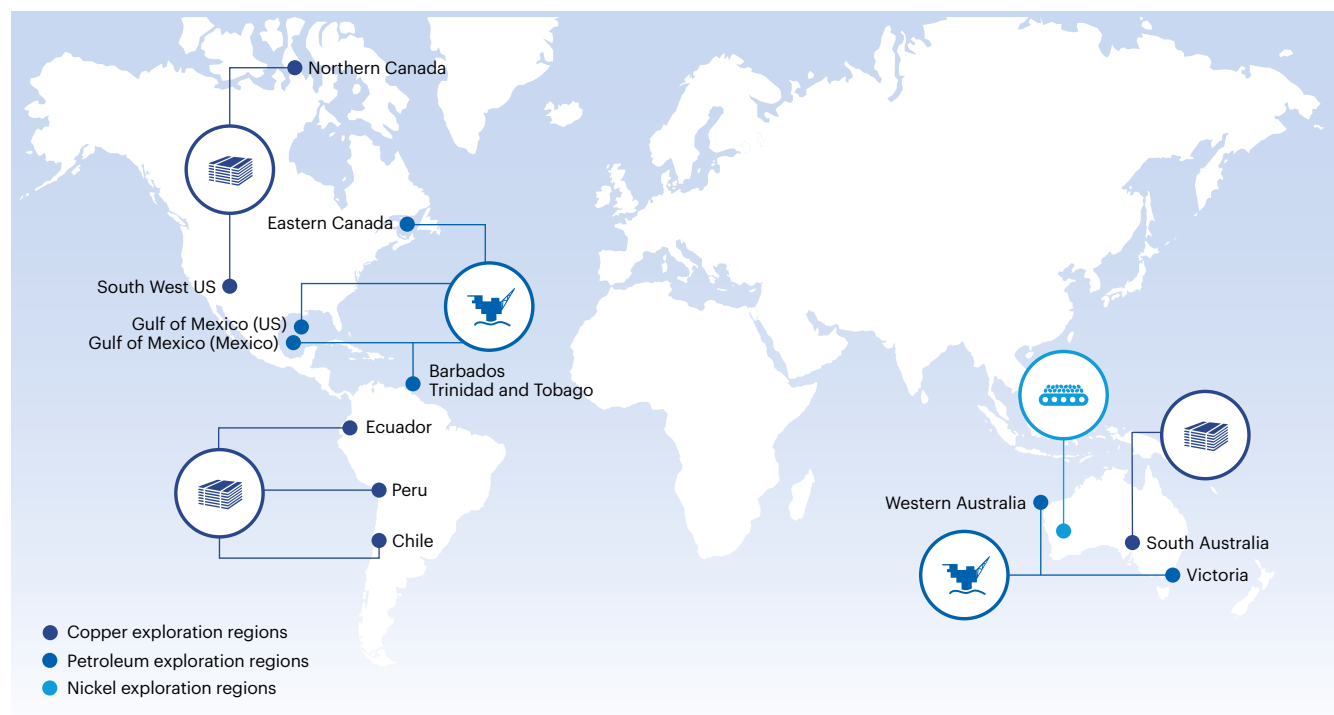 Northern Canada
Eastern Canada
South West US
Gulf of Mexico (US)
Gulf of Mexico (Mexico)
Barbados
Trinidad and Tobago
Ecuador
Peru
Chile
Western Australia
South Australia
Victoria
Copper exploration regions
Petroleum exploration regions
Nickel exploration regions